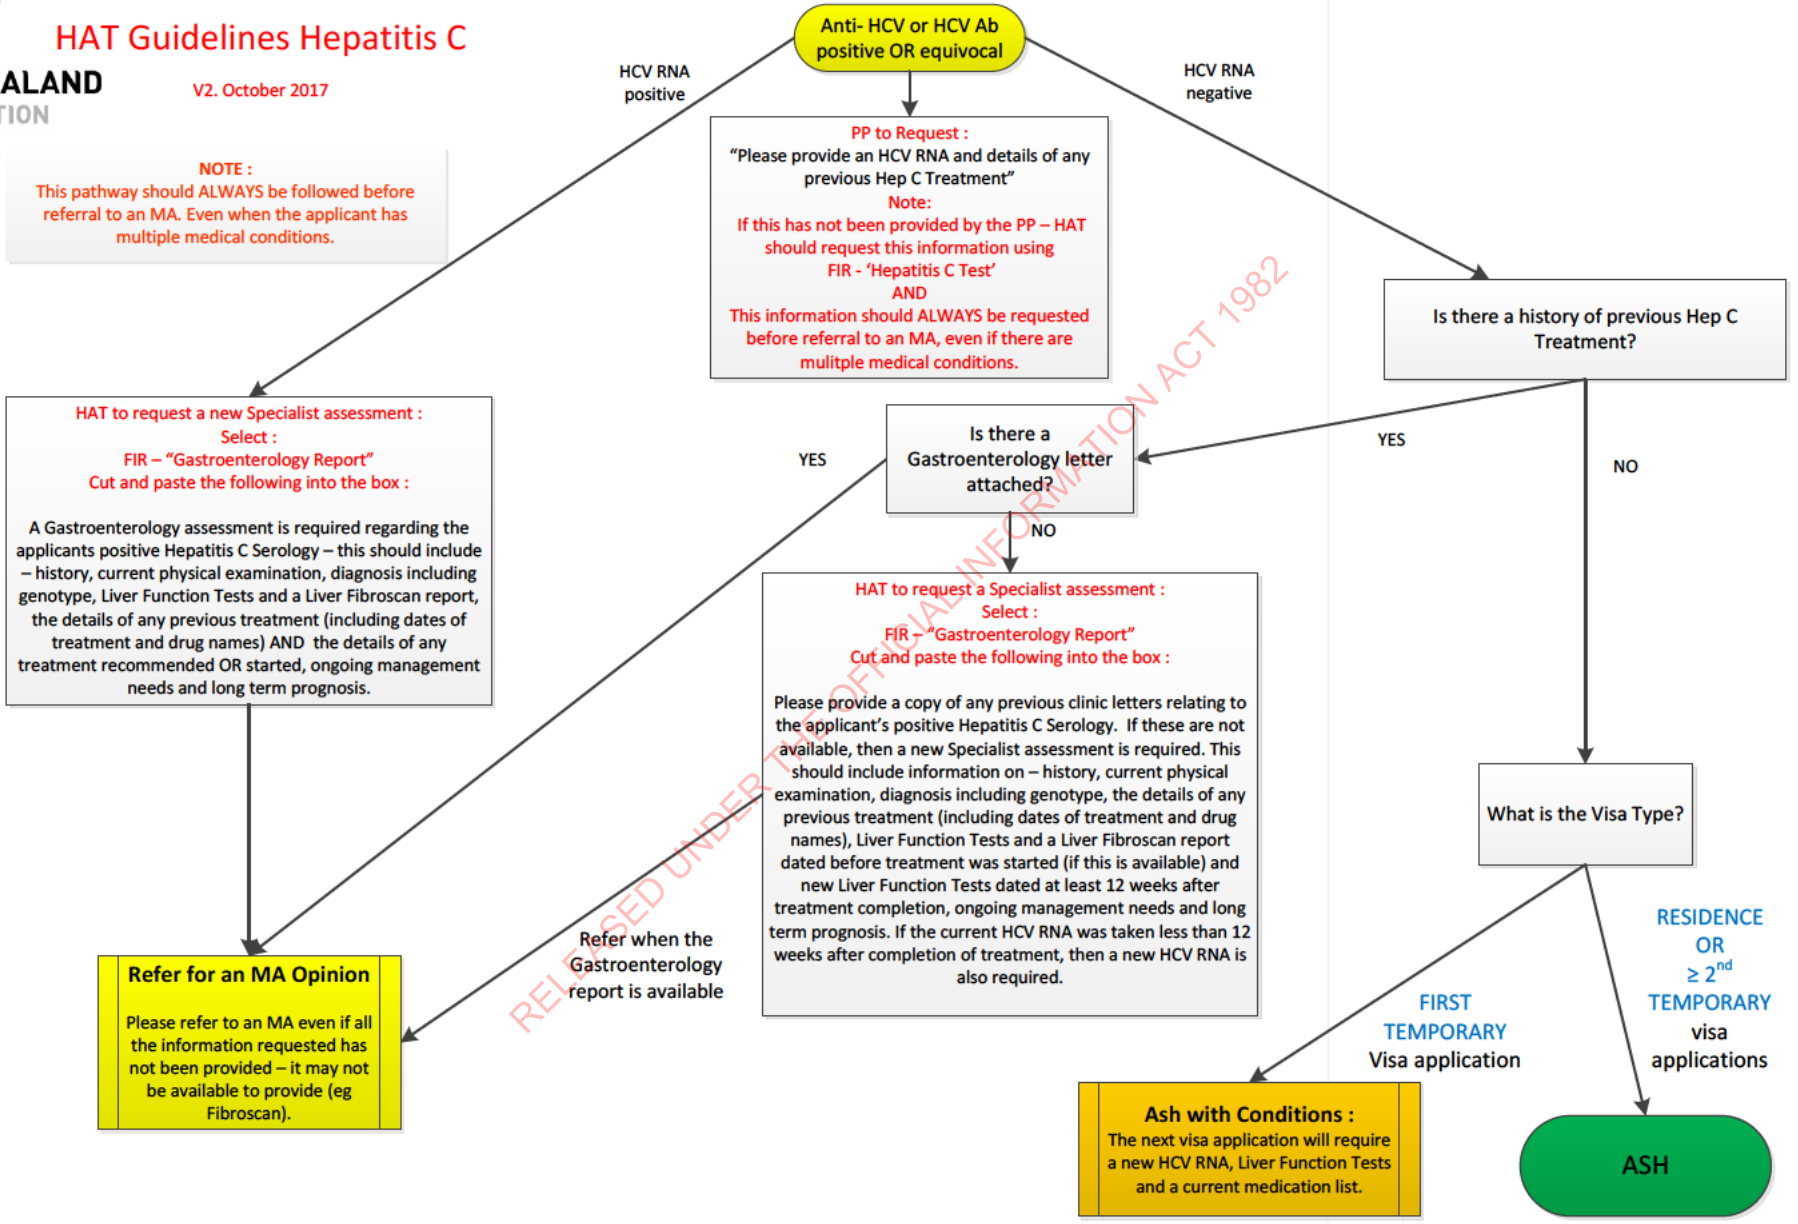 HAT Guidelines Hepatitis C
ALAND
TION
V2. October 2017
NOTE :
This pathway should ALWAYS be followed before
referral to an MA. Even when the applicant has
multiple medical conditions.
Anti- HCV or HCV Ab
positive OR equivocal
HCV RNA
positive
HCV RNA
negative
PP to Request :
“Please provide an HCV RNA and details of any
previous Hep C Treatment”
Note:
If this has not been provided by the PP – HAT
should request this information using
FIR - ‘Hepatitis C Test’
AND
This information should ALWAYS be requested
before referral to an MA, even if there are
mulitple medical conditions.
Is there a history of previous Hep C
Treatment?
YES
NO
Is there a
Gastroenterology letter
attached?
YES
NO
HAT to request a new Specialist assessment :
Select :
FIR – “Gastroenterology Report”
Cut and paste the following into the box :
A Gastroenterology assessment is required regarding the
applicants positive Hepatitis C Serology – this should include
– history, current physical examination, diagnosis including
genotype, Liver Function Tests and a Liver Fibroscan report,
the details of any previous treatment (including dates of
treatment and drug names) AND the details of any
treatment recommended OR started, ongoing management
needs and long term prognosis.
HAT to request a Specialist assessment :
Select :
FIR – “Gastroenterology Report”
Cut and paste the following into the box :
Please provide a copy of any previous clinic letters relating to
the applicant’s positive Hepatitis C Serology. If these are not
available, then a new Specialist assessment is required. This
should include information on – history, current physical
examination, diagnosis including genotype, the details of any
previous treatment (including dates of treatment and drug
names), Liver Function Tests and a Liver Fibroscan report
dated before treatment was started (if this is available) and
new Liver Function Tests dated at least 12 weeks after
treatment completion, ongoing management needs and long
term prognosis. If the current HCV RNA was taken less than 12
weeks after completion of treatment, then a new HCV RNA is
also required.
What is the Visa Type?
Refer when the
Gastroenterology
report is available
Refer for an MA Opinion
Please refer to an MA even if all
the information requested has
not been provided – it may not
be available to provide (eg
Fibroscan).
FIRST
TEMPORARY
Visa application
RESIDENCE
OR
≥ 2nd
TEMPORARY
visa
applications
Ash with Conditions :
The next visa application will require
a new HCV RNA, Liver Function Tests
and a current medication list.
ASH
RELEASED UNDER THE OFFICIAL INFORMATION ACT 1982